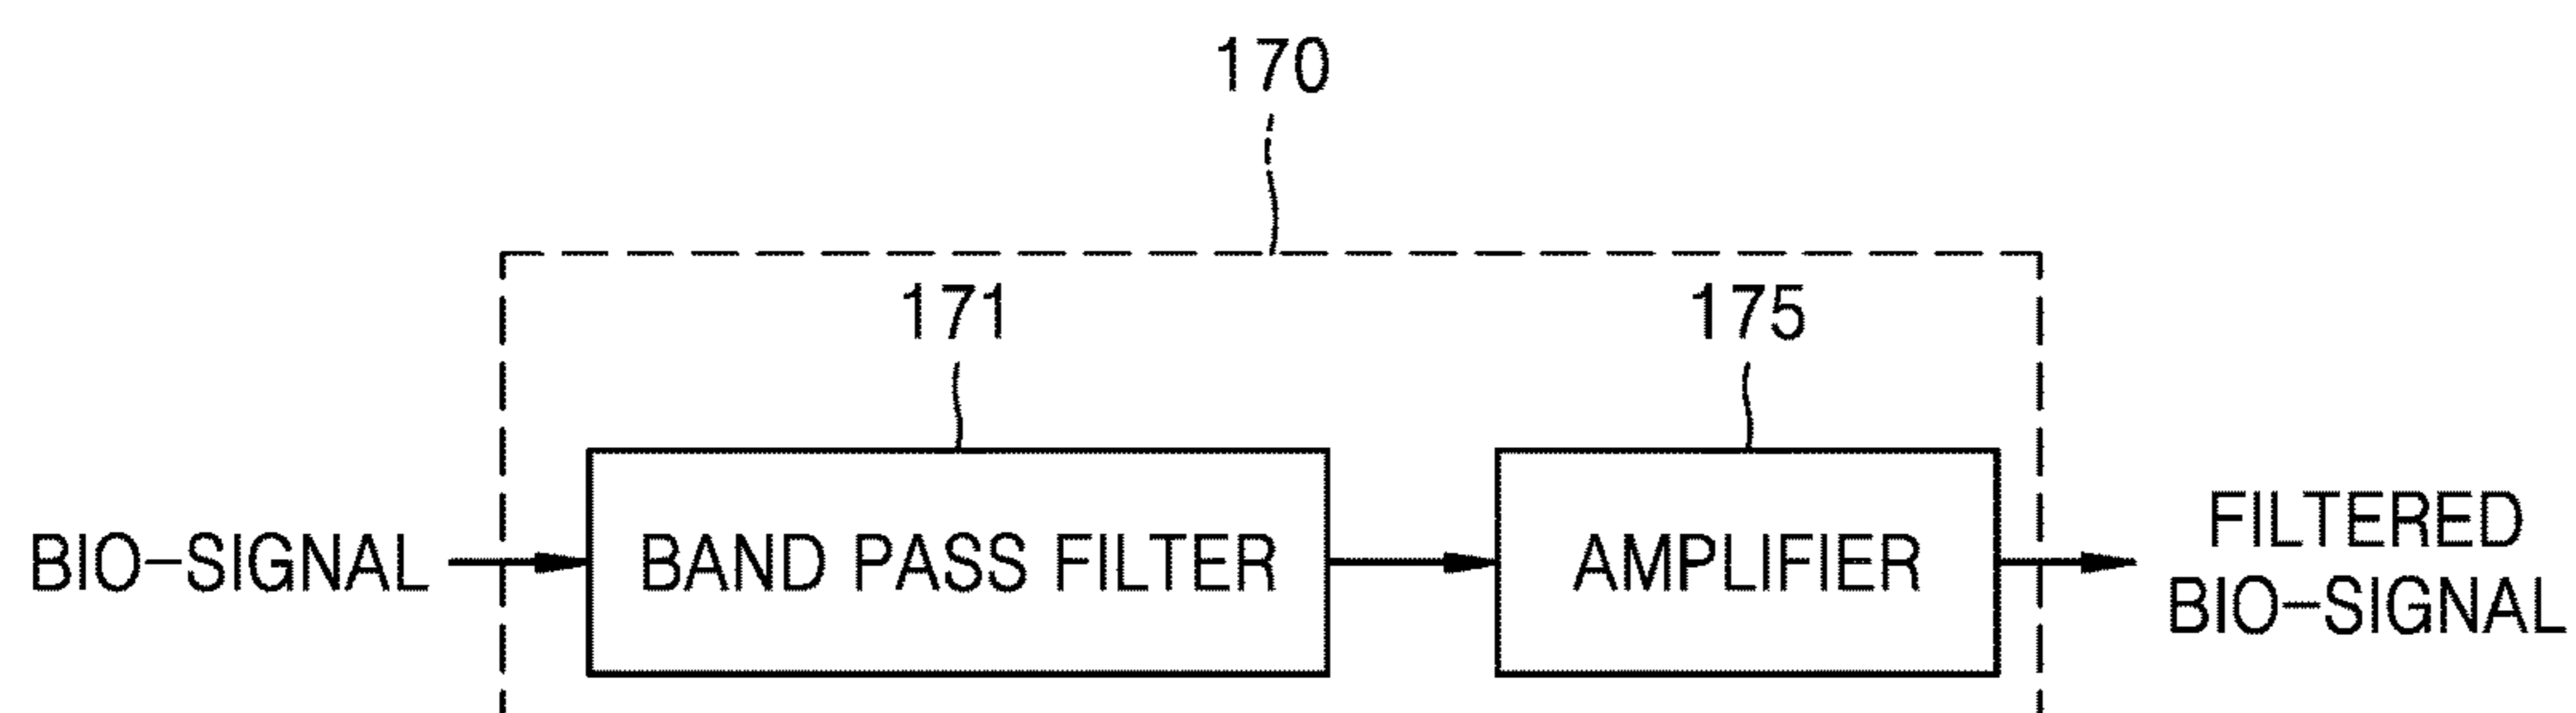 170
171
175
BIO-SIGNAL
BAND PASS FILTER
AMPLIFIER
FILTERED
BIO-SIGNAL